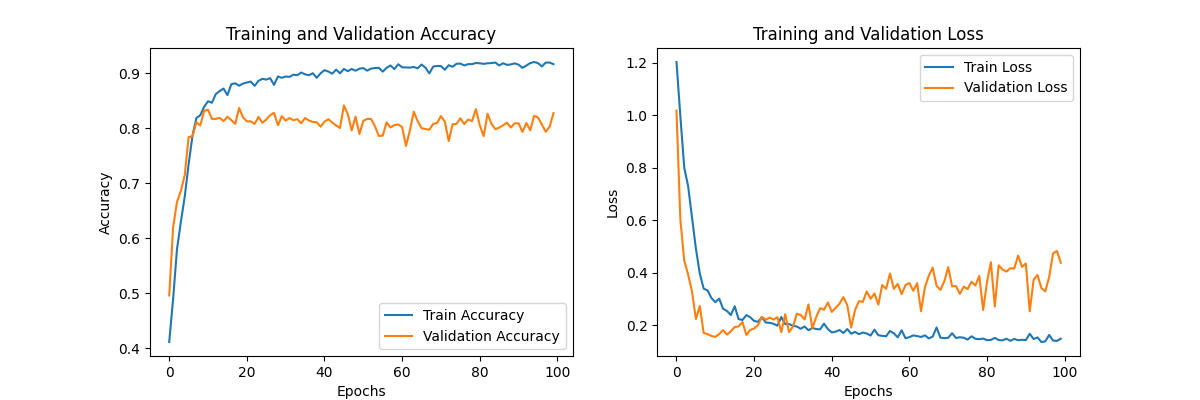 Training and Validation Accuracy
Accuracy
0.9
0.8
0.7
0.6
0.5
0.4
0 20 40 60 80 100
Epochs
Train Accuracy
Validation Accuracy
Training and Validation Loss
Loss
1.2
1.0
0.8
0.6
0.4
0.2
0 20 40 60 80 100
Epochs
Train Loss
Validation Loss